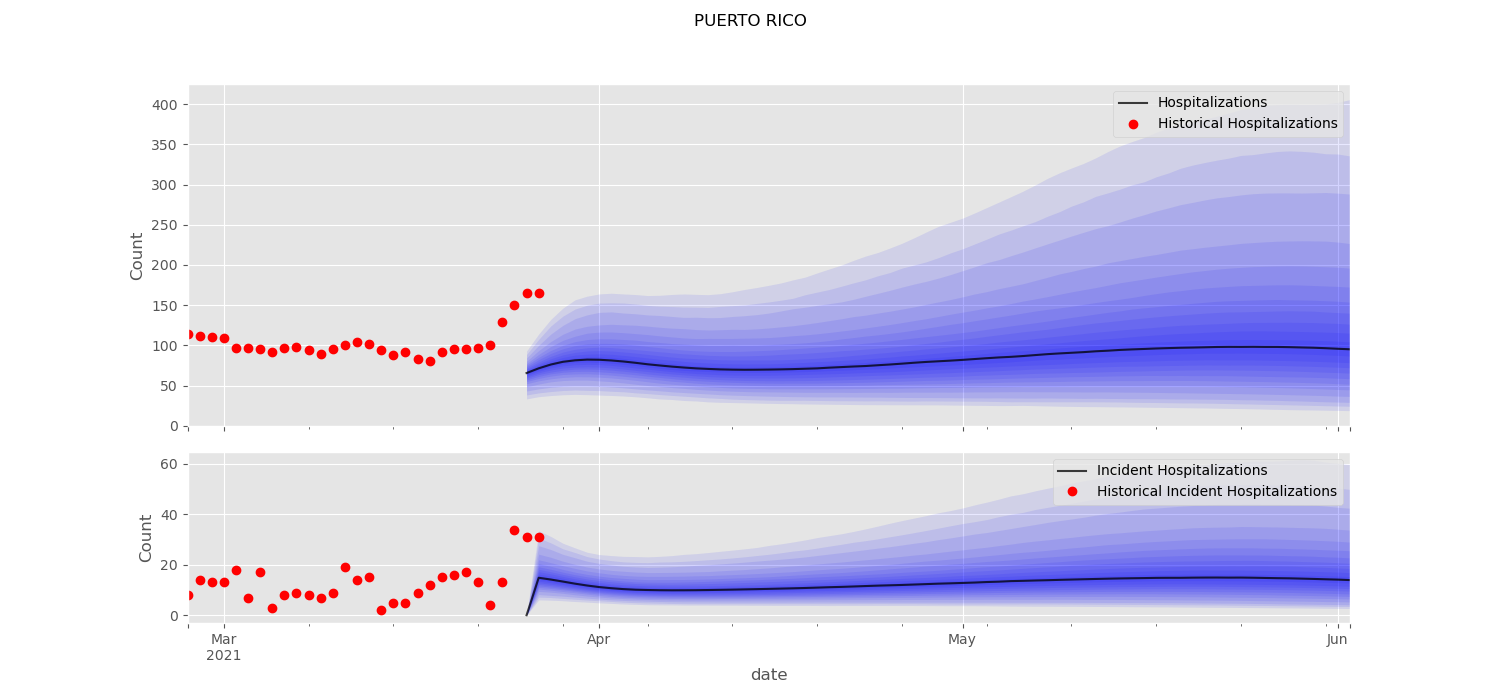 PUERTO RICO
400
350
300
250
200
150
100
50
0
Count
Hospitalizations
Historical Hospitalizations
60
40
20
0
Count
Incident Hospitalizations
Historical Incident Hospitalizations
Mar
2021
Apr
May
Jun
date